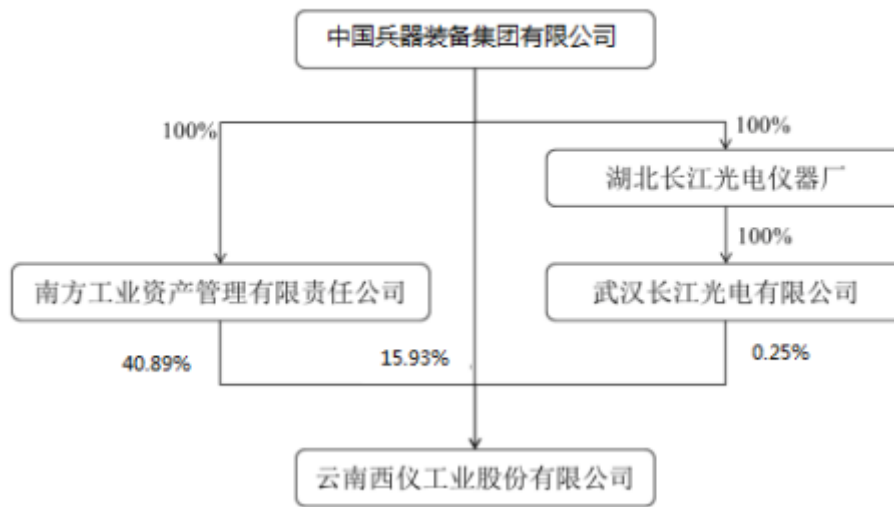 中国兵器装备集团有限公司
100%
100%
湖北长江光电仪器厂
100%
南方工业资产管理有限责任公司
武汉长江光电有限公司
40.89%
15.93%
0.25%
云南西仪工业股份有限公司